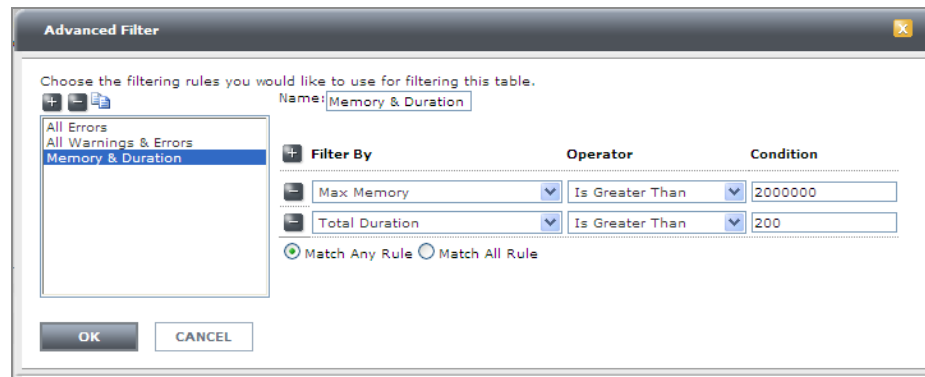 Advanced Filter
X
Choose the filtering rules you would like to use for filtering this table.
Name: Memory & Duration
All Errors
All Warnings & Errors
Memory & Duration
Filter By Operator Condition
Max Memory Is Greater Than 2000000
Total Duration Is Greater Than 200
Match Any Rule Match All Rule
OK CANCEL